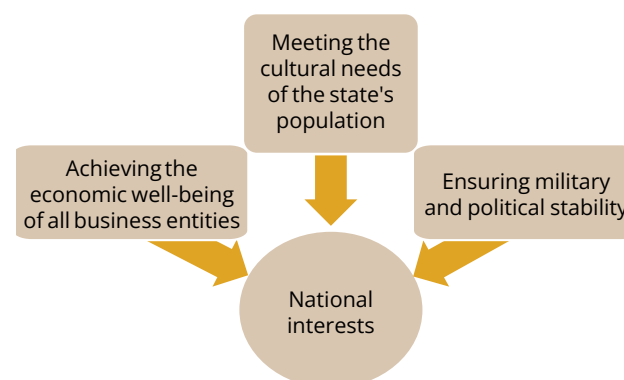 Meeting the
cultural needs
of the state's
population
Achieving the
economic well-being
of all business entities
Ensuring military
and political stability
National
interests